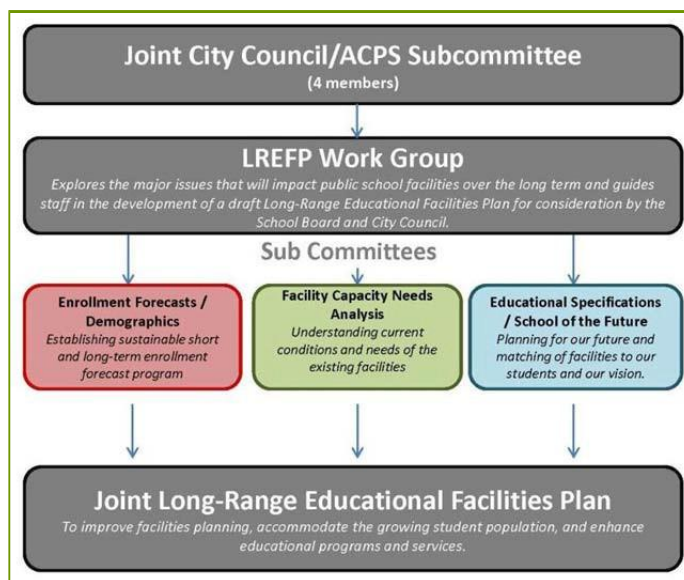 Joint City Council/ACPS Subcommittee
(4 members)
LREFP Work Group
Explores the major issues that will impact public school facilities over the long term and guides
staff in the development of a draft Long-Range Educational Facilities Plan for consideration by the
School Board and City Council.
Sub Committees
Enrollment Forecasts /
Demographics
Establishing sustainable short
and long-term enrollment
forecast program
Facility Capacity Needs
Analysis
Understanding current
conditions and needs of the
existing facilities
Educational Specifications
/ School of the Future
Planning for our future and
matching of facilities to our
students and our vision.
Joint Long-Range Educational Facilities Plan
To improve facilities planning, accommodate the growing student population, and enhance
educational programs and services.